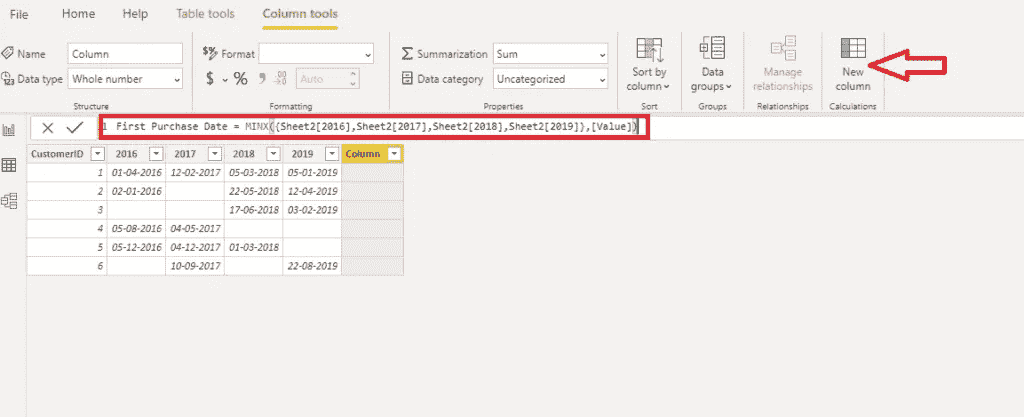 File Home Help Table tools Column tools
Name Column
Data type Whole number
Structure
$% Format
$ % 9 .00 Auto
Formatting
Summarization Sum
Data category Uncategorized
Properties
Sort by
column
Sort
Data
groups
Groups
Manage
relationships
Relationships
New
column
Calculations
1 First Purchase Date = MINX({Sheet2[2016],Sheet2[2017],Sheet2[2018],Sheet2[2019]},[Value])
CustomerID 2016 2017 2018 2019 Column
1 01-04-2016 12-02-2017 05-03-2018 05-01-2019
2 02-01-2016 22-05-2018 12-04-2019
3 17-06-2018 03-02-2019
4 05-08-2016 04-05-2017
5 05-12-2016 04-12-2017 01-03-2018
6 10-09-2017 22-08-2019